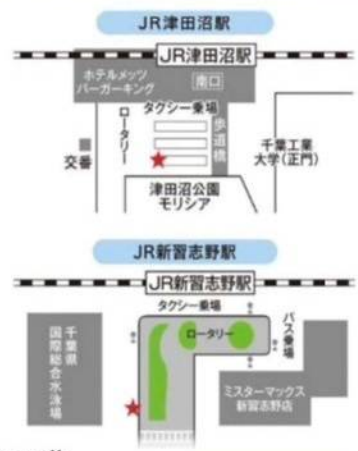 JR津田沼駅
JR津田沼駅
ホテルメッツ
バーガーキング
南口
タクシー乗場
ロータリー
歩道橋
交番
千葉工業
大学(正門)
津田沼公園
モリシア
JR新習志野駅
JR新習志野駅
タクシー乗場
ロータリー
バス乗場
千葉県
国際総合水泳場
ミスターマックス
新習志野店